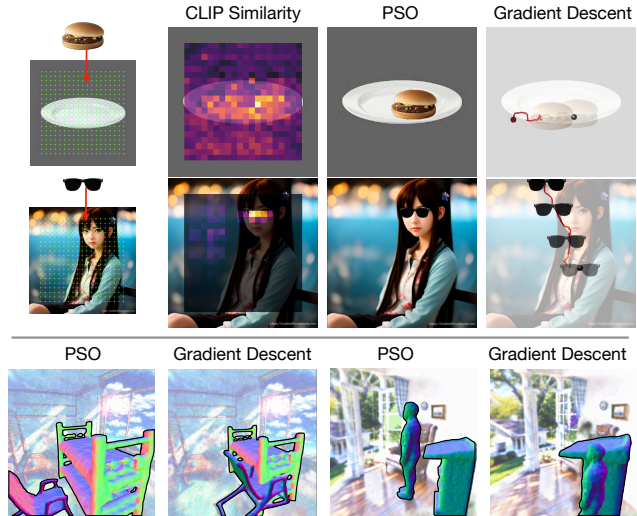 CLIP Similarity
PSO
Gradient Descent
PSO
Gradient Descent
PSO
Gradient Descent